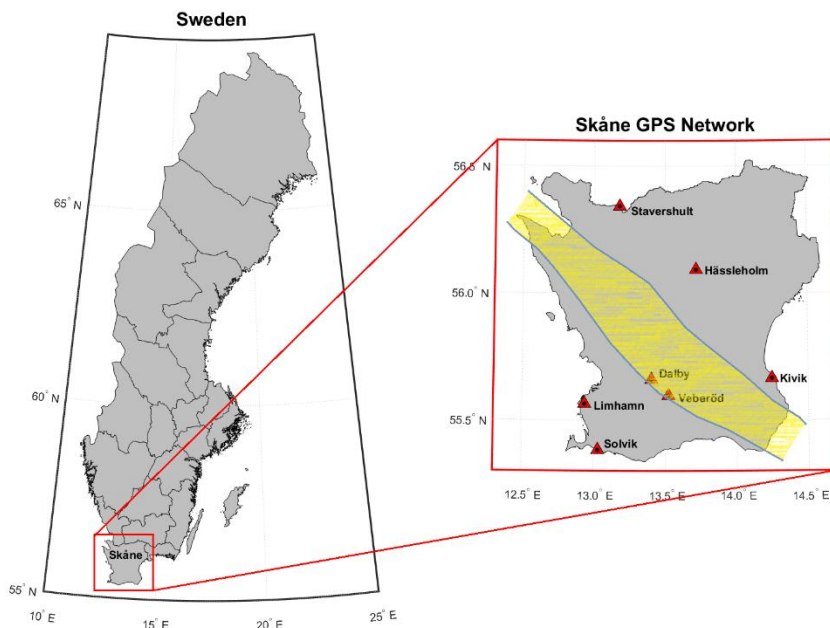 Sweden
65° N
60° N
55° N
10° E
15° E
20° E
25° E
Skåne
Skåne GPS Network
56.5° N
56.0° N
55.5° N
12.5° E
13.0° E
13.5° E
14.0° E
14.5° E
Stavershult
Hässleholm
Dalby
Veberöd
Kivik
Limhamn
Solvik